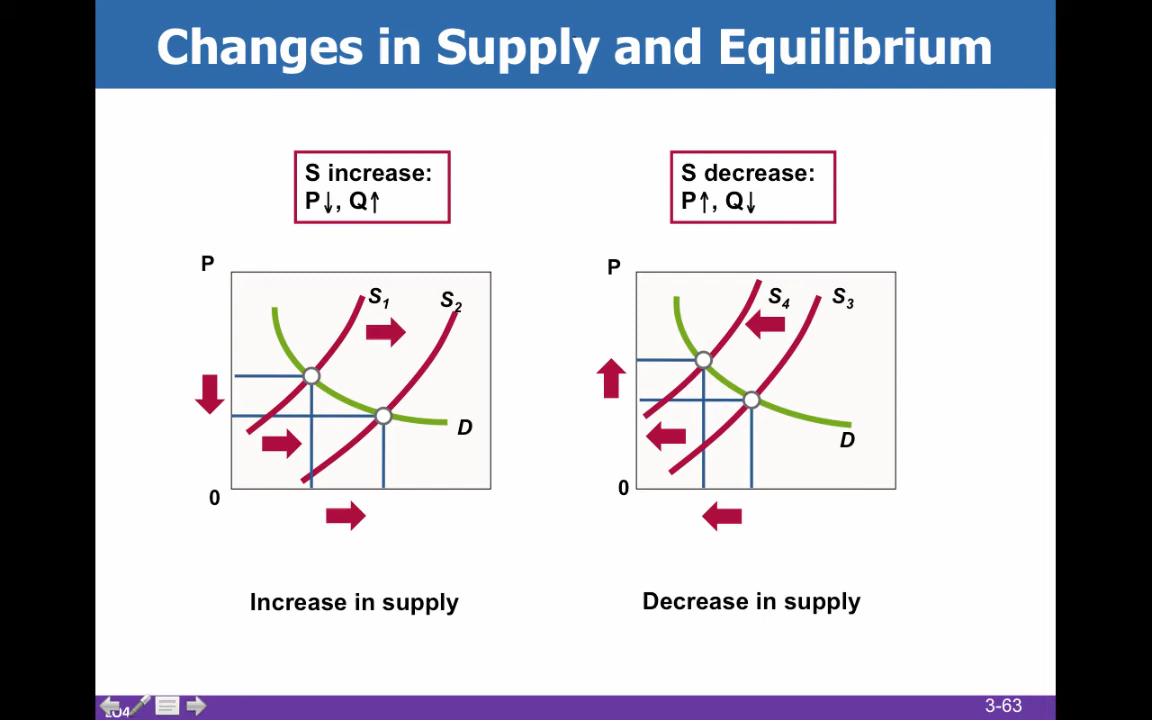 Changes in Supply and Equilibrium
S increase:
P↓, Q↑
S decrease:
P↑, Q↓
P
S1
S2
D
0
P
S4
S3
D
0
Increase in supply
Decrease in supply
3-63